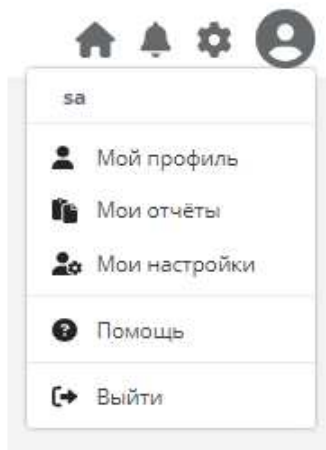 sa
Мой профиль
Мои отчёты
Мои настройки
Помощь
Выйти